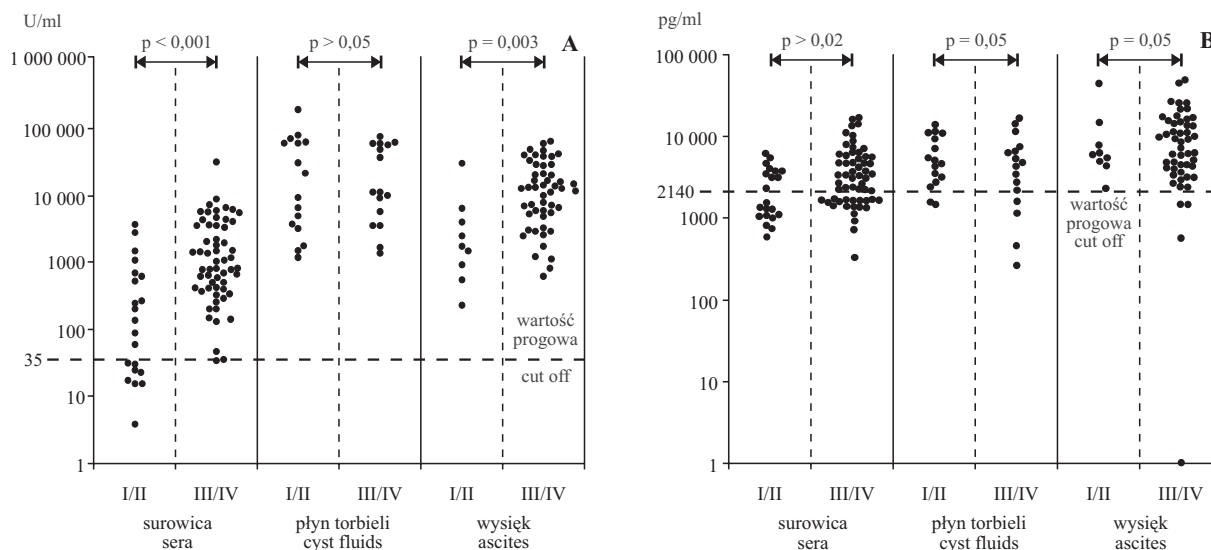 U/ml
p < 0,001
p > 0,05
p = 0,003
A
1 000 000
100 000
10 000
1000
100
35
10
1
wartość
progowa
cut off
I/II
III/IV
I/II
III/IV
I/II
III/IV
surowica
sera
płyn torbieli
cyst fluids
wysięk
ascites
pg/ml
p > 0,02
p = 0,05
p = 0,05
B
100 000
10 000
2140
1000
100
10
1
wartość
progowa
cut off
I/II
III/IV
I/II
III/IV
I/II
III/IV
surowica
sera
płyn torbieli
cyst fluids
wysięk
ascites